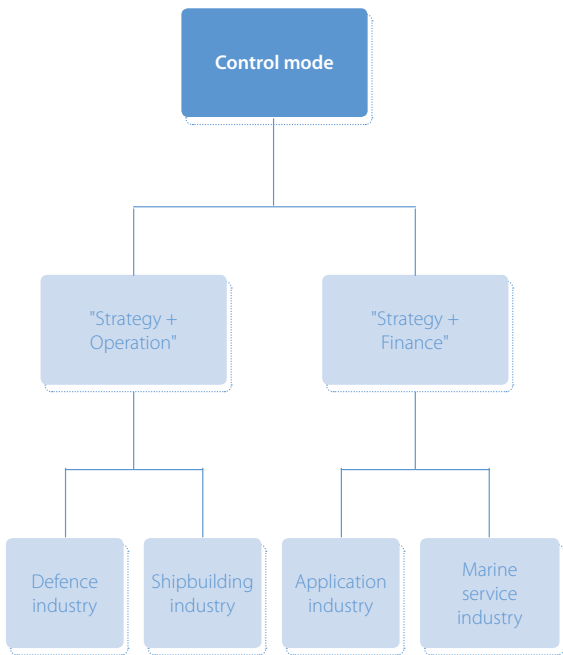 Control mode
"Strategy +
Operation"
"Strategy +
Finance"
Defence
industry
Shipbuilding
industry
Application
industry
Marine
service
industry